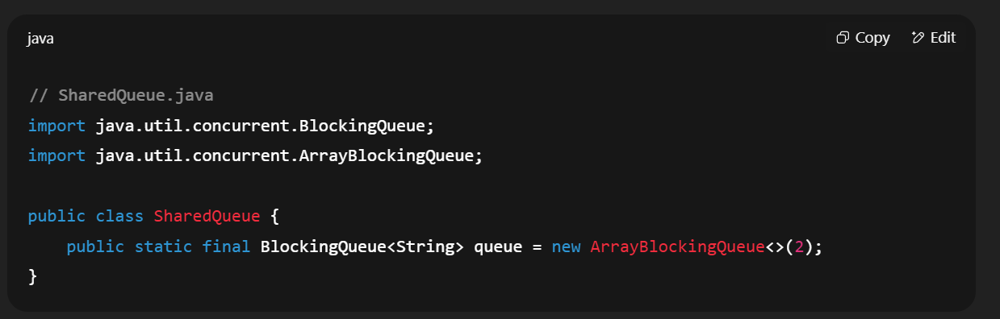 java
Copy
Edit
// SharedQueue.java
import java.util.concurrent.BlockingQueue;
import java.util.concurrent.ArrayBlockingQueue;
public class SharedQueue {
    public static final BlockingQueue<String> queue = new ArrayBlockingQueue<>(2);
}